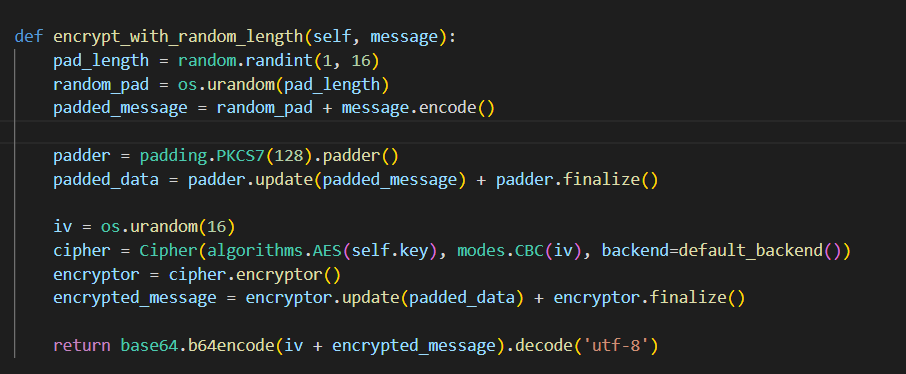 def encrypt_with_random_length(self, message):
    pad_length = random.randint(1, 16)
    random_pad = os.urandom(pad_length)
    padded_message = random_pad + message.encode()

    padder = padding.PKCS7(128).padder()
    padded_data = padder.update(padded_message) + padder.finalize()

    iv = os.urandom(16)
    cipher = Cipher(algorithms.AES(self.key), modes.CBC(iv), backend=default_backend())
    encryptor = cipher.encryptor()
    encrypted_message = encryptor.update(padded_data) + encryptor.finalize()

    return base64.b64encode(iv + encrypted_message).decode('utf-8')